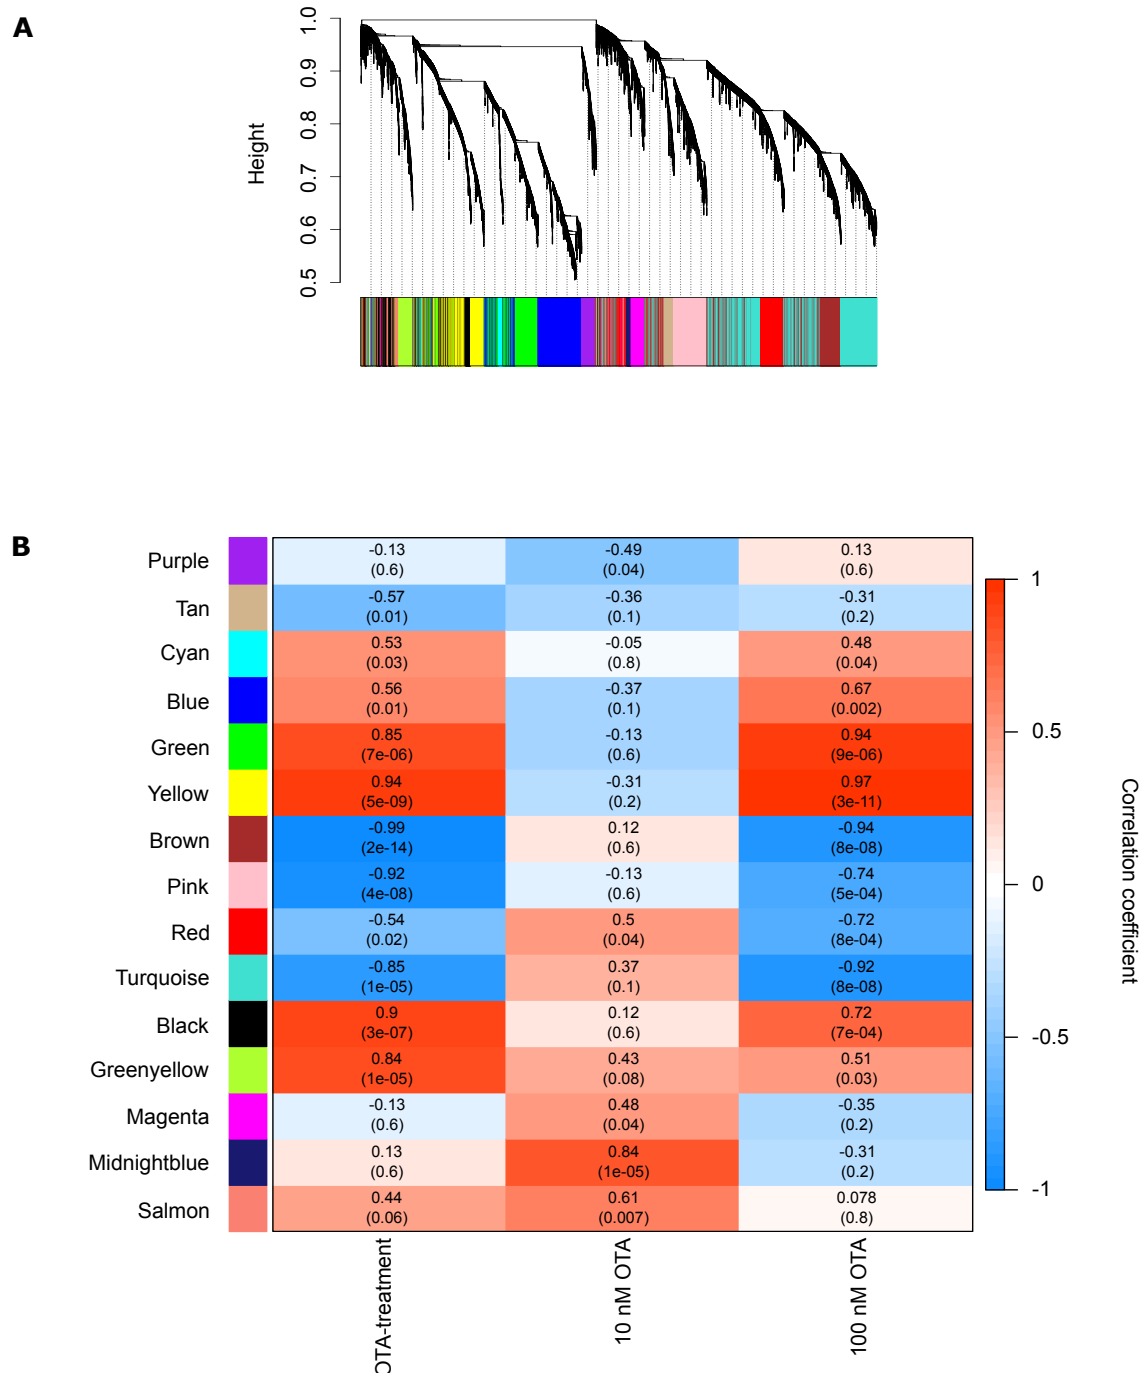 A
Height
1.0
0.9
0.8
0.7
0.6
0.5
B
Purple
-0.13
(0.6)
-0.49
(0.04)
0.13
(0.6)
Tan
-0.57
(0.01)
-0.36
(0.1)
-0.31
(0.2)
Cyan
0.53
(0.03)
-0.05
(0.8)
0.48
(0.04)
Blue
0.56
(0.01)
-0.37
(0.1)
0.67
(0.002)
Green
0.85
(7e-06)
-0.13
(0.6)
0.94
(9e-06)
Yellow
0.94
(5e-09)
-0.31
(0.2)
0.97
(3e-11)
Brown
-0.99
(2e-14)
0.12
(0.6)
-0.94
(8e-08)
Pink
-0.92
(4e-08)
-0.13
(0.6)
-0.74
(5e-04)
Red
-0.54
(0.02)
0.5
(0.04)
-0.72
(8e-04)
Turquoise
-0.85
(1e-05)
0.37
(0.1)
-0.92
(8e-08)
Black
0.9
(3e-07)
0.12
(0.6)
0.72
(7e-04)
Greenyellow
0.84
(1e-05)
0.43
(0.08)
0.51
(0.03)
Magenta
-0.13
(0.6)
0.48
(0.04)
-0.35
(0.2)
Midnightblue
0.13
(0.6)
0.84
(1e-05)
-0.31
(0.2)
Salmon
0.44
(0.06)
0.61
(0.007)
0.078
(0.8)
OTA-treatment
10 nM OTA
100 nM OTA
1
0.5
0
-0.5
-1
Correlation coefficient